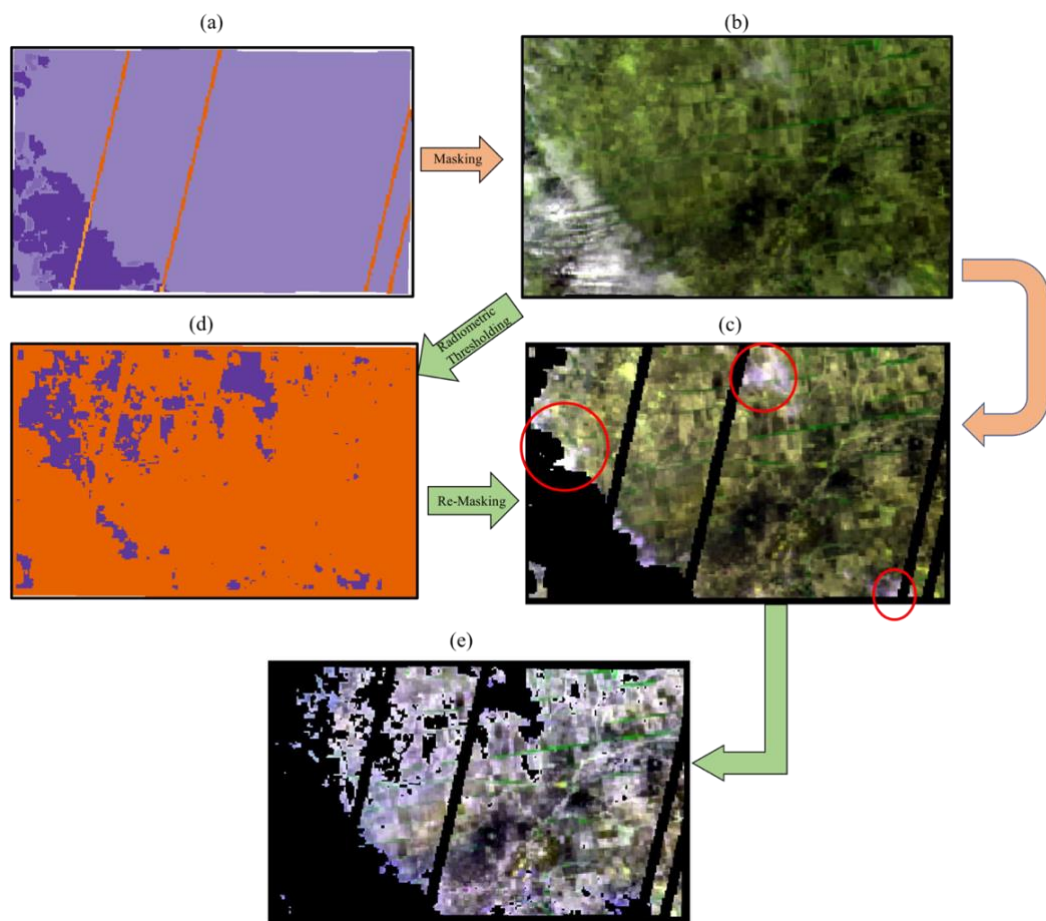 (a)
(b)
Masking
(d)
Radiometric
Thresholding
(c)
Re-Masking
(e)